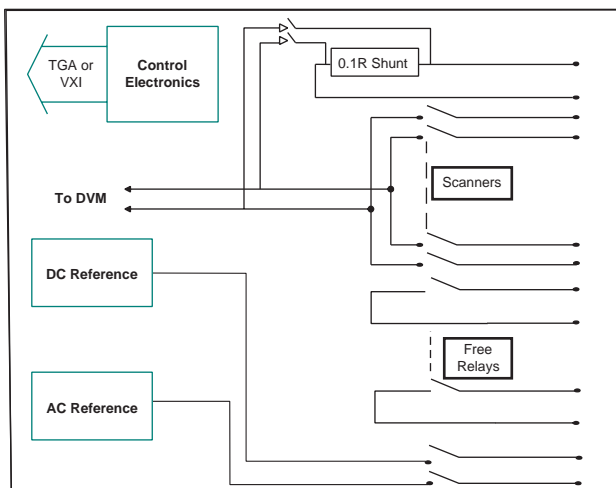 TGA or
VXI
Control
Electronics
0.1R Shunt
Scanners
To DVM
DC Reference
Free
Relays
AC Reference